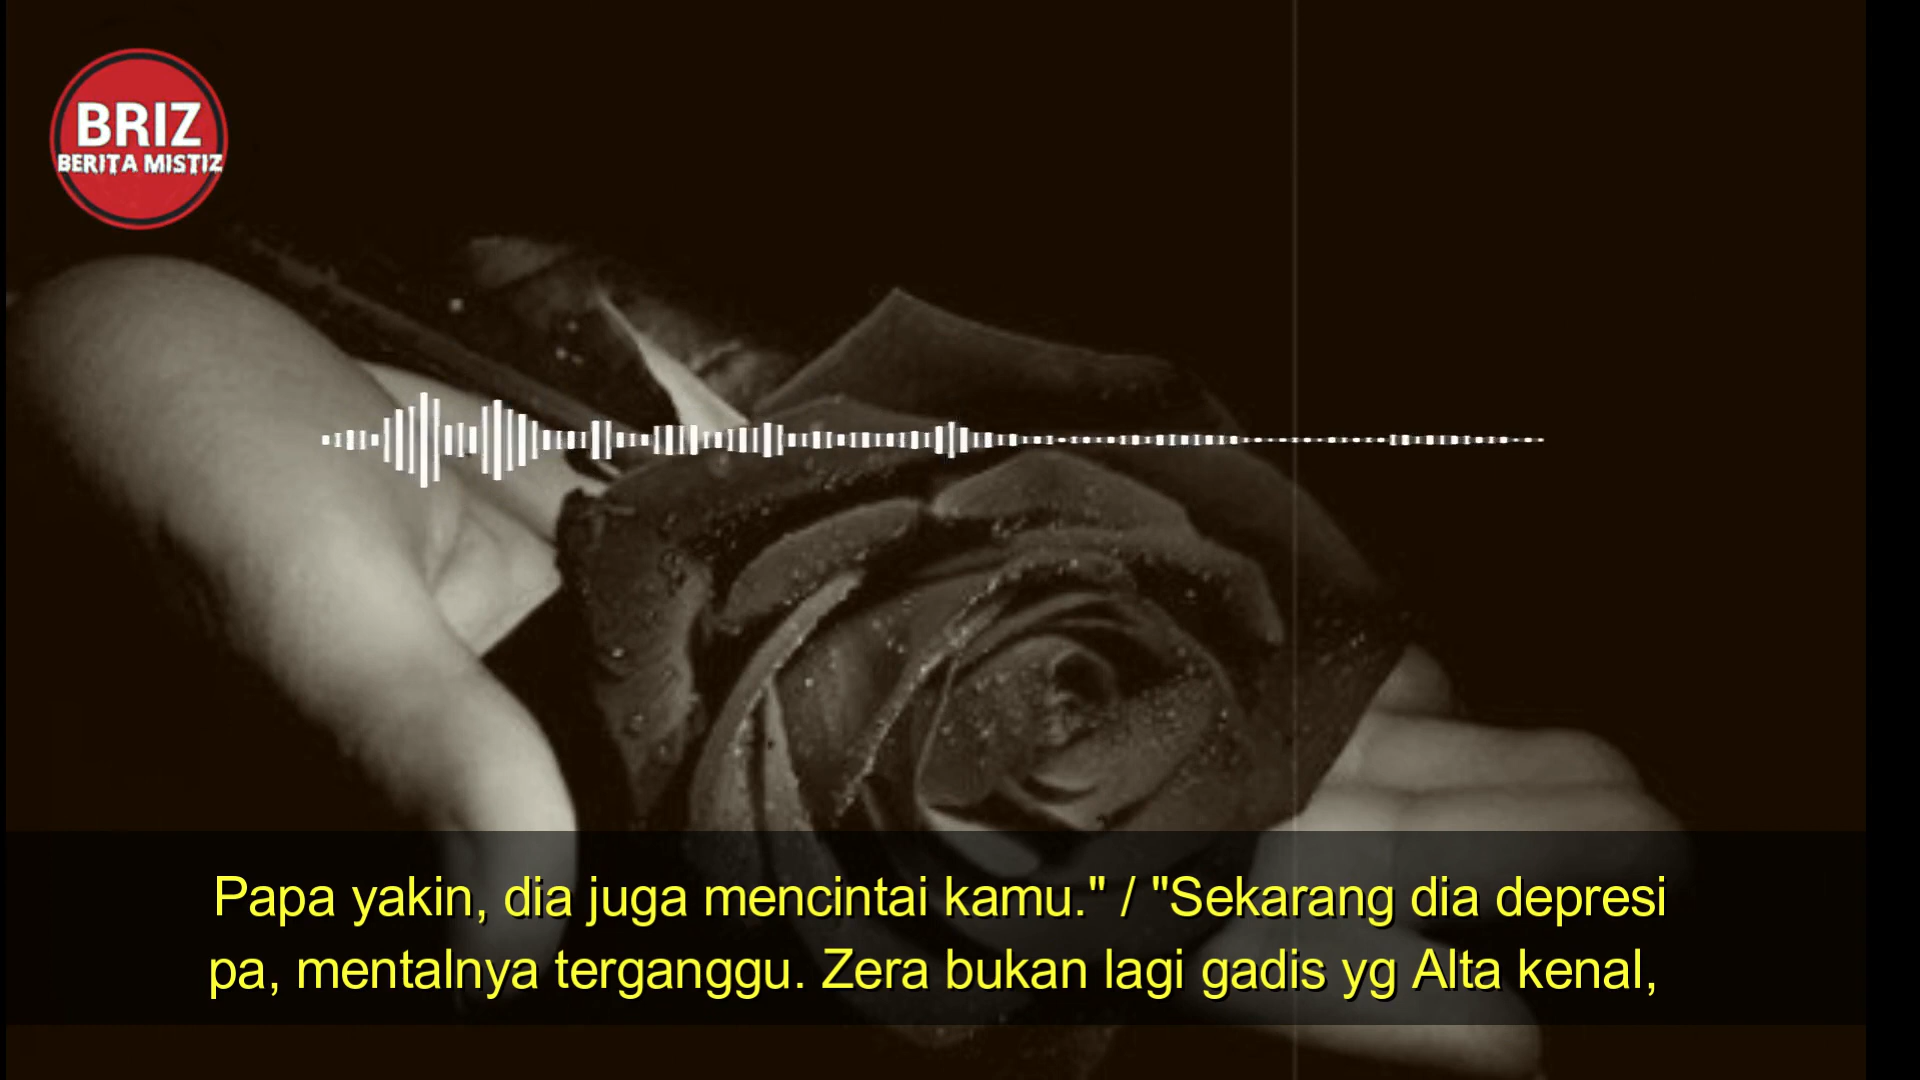 BRIZ
BERITA MISTIZ
Papa yakin, dia juga mencintai kamu." / "Sekarang dia depresi
pa, mentalnya terganggu. Zera bukan lagi gadis yg Alta kenal,